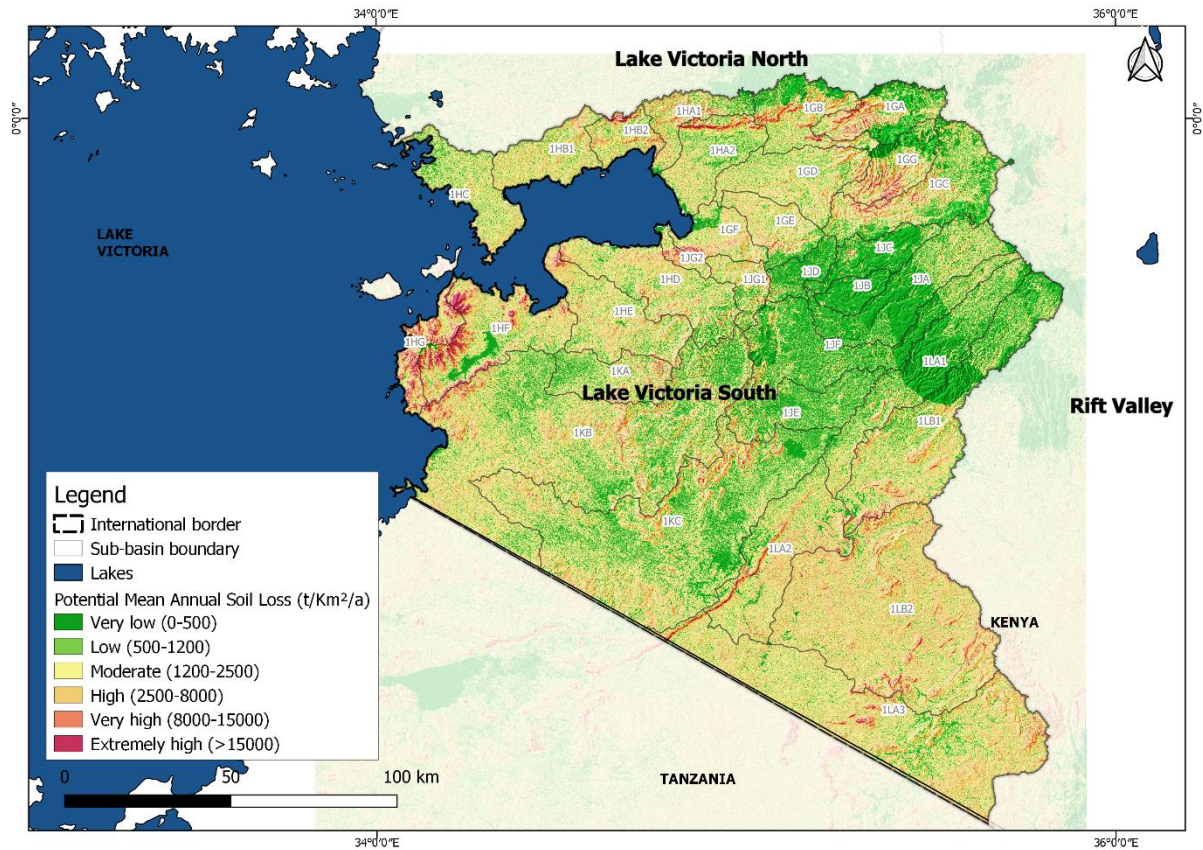 34°0'0"E
36°0'0"E
Lake Victoria North
0°0'0"
0°0'0"
1HA1
1GB
1GA
1HB2
1HB1
1HA2
1GG
1GD
1GC
1HC
1GE
1GF
LAKE
VICTORIA
1JC
1JG2
1HD
1JG1
1JD
1JB
1JA
1HE
1HF
1HG
1JF
1LA1
1KA
Lake Victoria South
Rift Valley
1JE
1LB1
1KB
1KC
1LA2
1LB2
KENYA
1LA3
TANZANIA
Legend
International border
Sub-basin boundary
Lakes
Potential Mean Annual Soil Loss (t/Km²/a)
Very low (0-500)
Low (500-1200)
Moderate (1200-2500)
High (2500-8000)
Very high (8000-15000)
Extremely high (>15000)
0 50 100 km
34°0'0"E
36°0'0"E